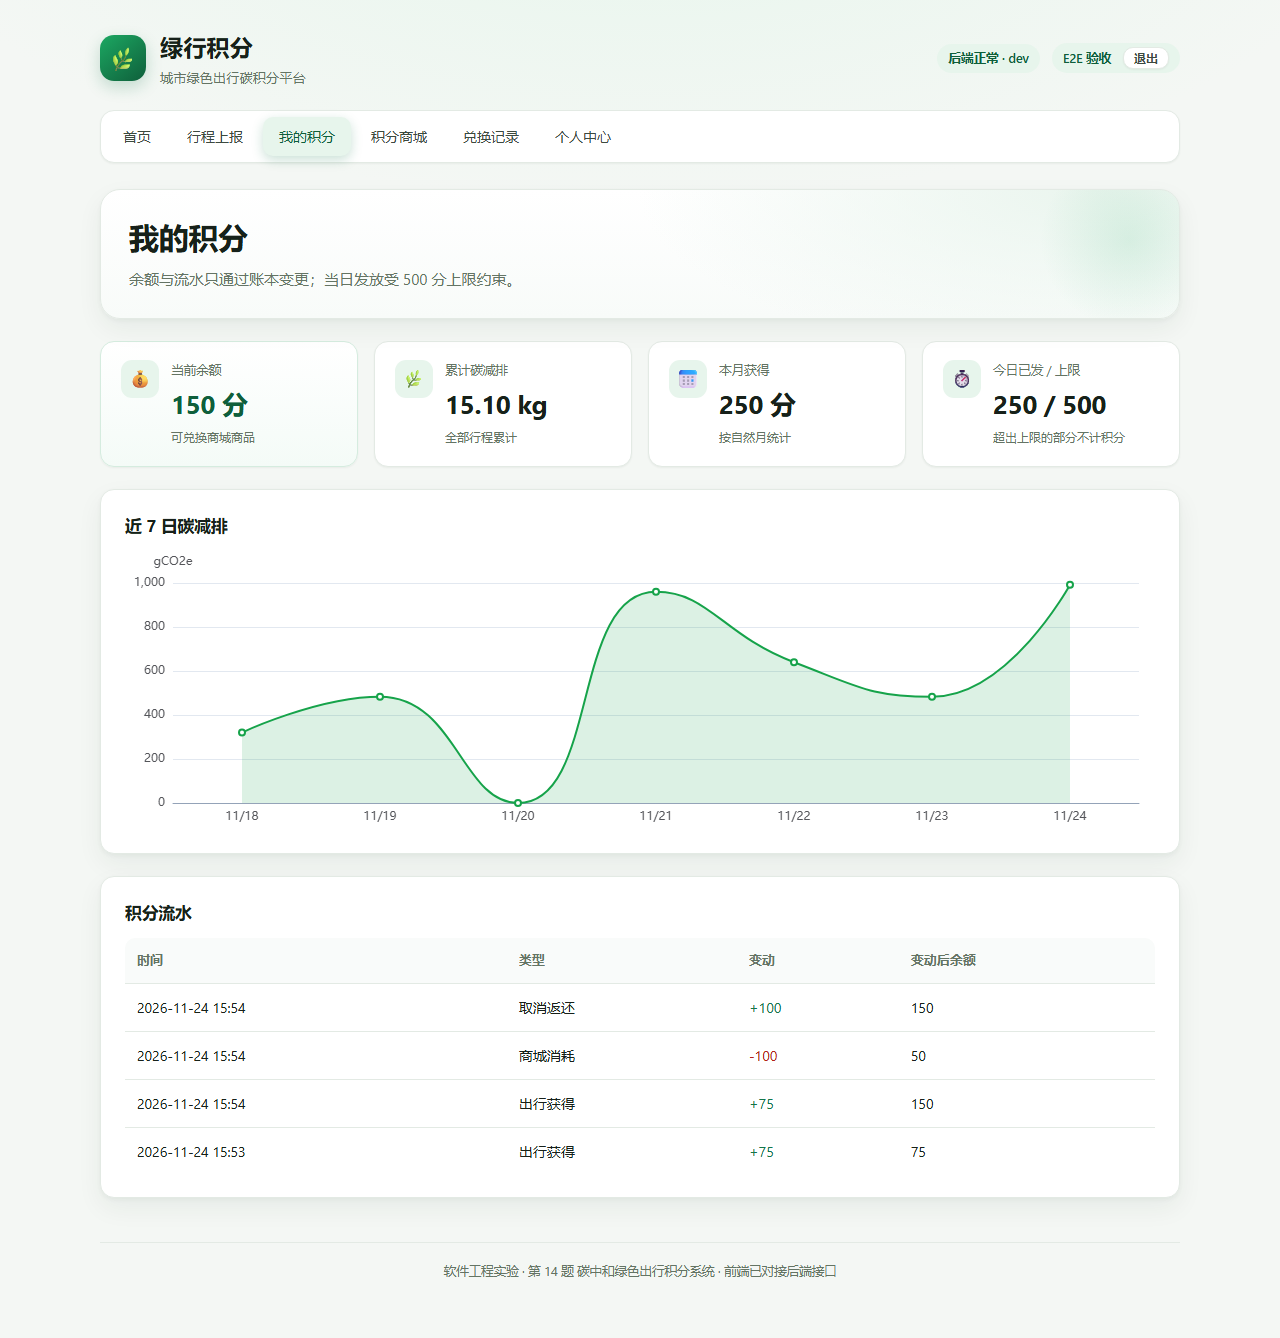 绿行积分
城市绿色出行碳积分平台
后端正常 · dev
E2E 验收
退出
首页
行程上报
我的积分
积分商城
兑换记录
个人中心
我的积分
余额与流水只通过账本变更；当日发放受 500 分上限约束。
当前余额
150 分
可兑换商城商品
累计碳减排
15.10 kg
全部行程累计
本月获得
250 分
按自然月统计
今日已发 / 上限
250 / 500
超出上限的部分不计积分
近 7 日碳减排
gCO2e
1,000
800
600
400
200
0
11/18
11/19
11/20
11/21
11/22
11/23
11/24
积分流水
时间 类型 变动 变动后余额
2026-11-24 15:54 取消返还 +100 150
2026-11-24 15:54 商城消耗 -100 50
2026-11-24 15:54 出行获得 +75 150
2026-11-24 15:53 出行获得 +75 75
软件工程实验 · 第 14 题 碳中和绿色出行积分系统 · 前端已对接后端接口